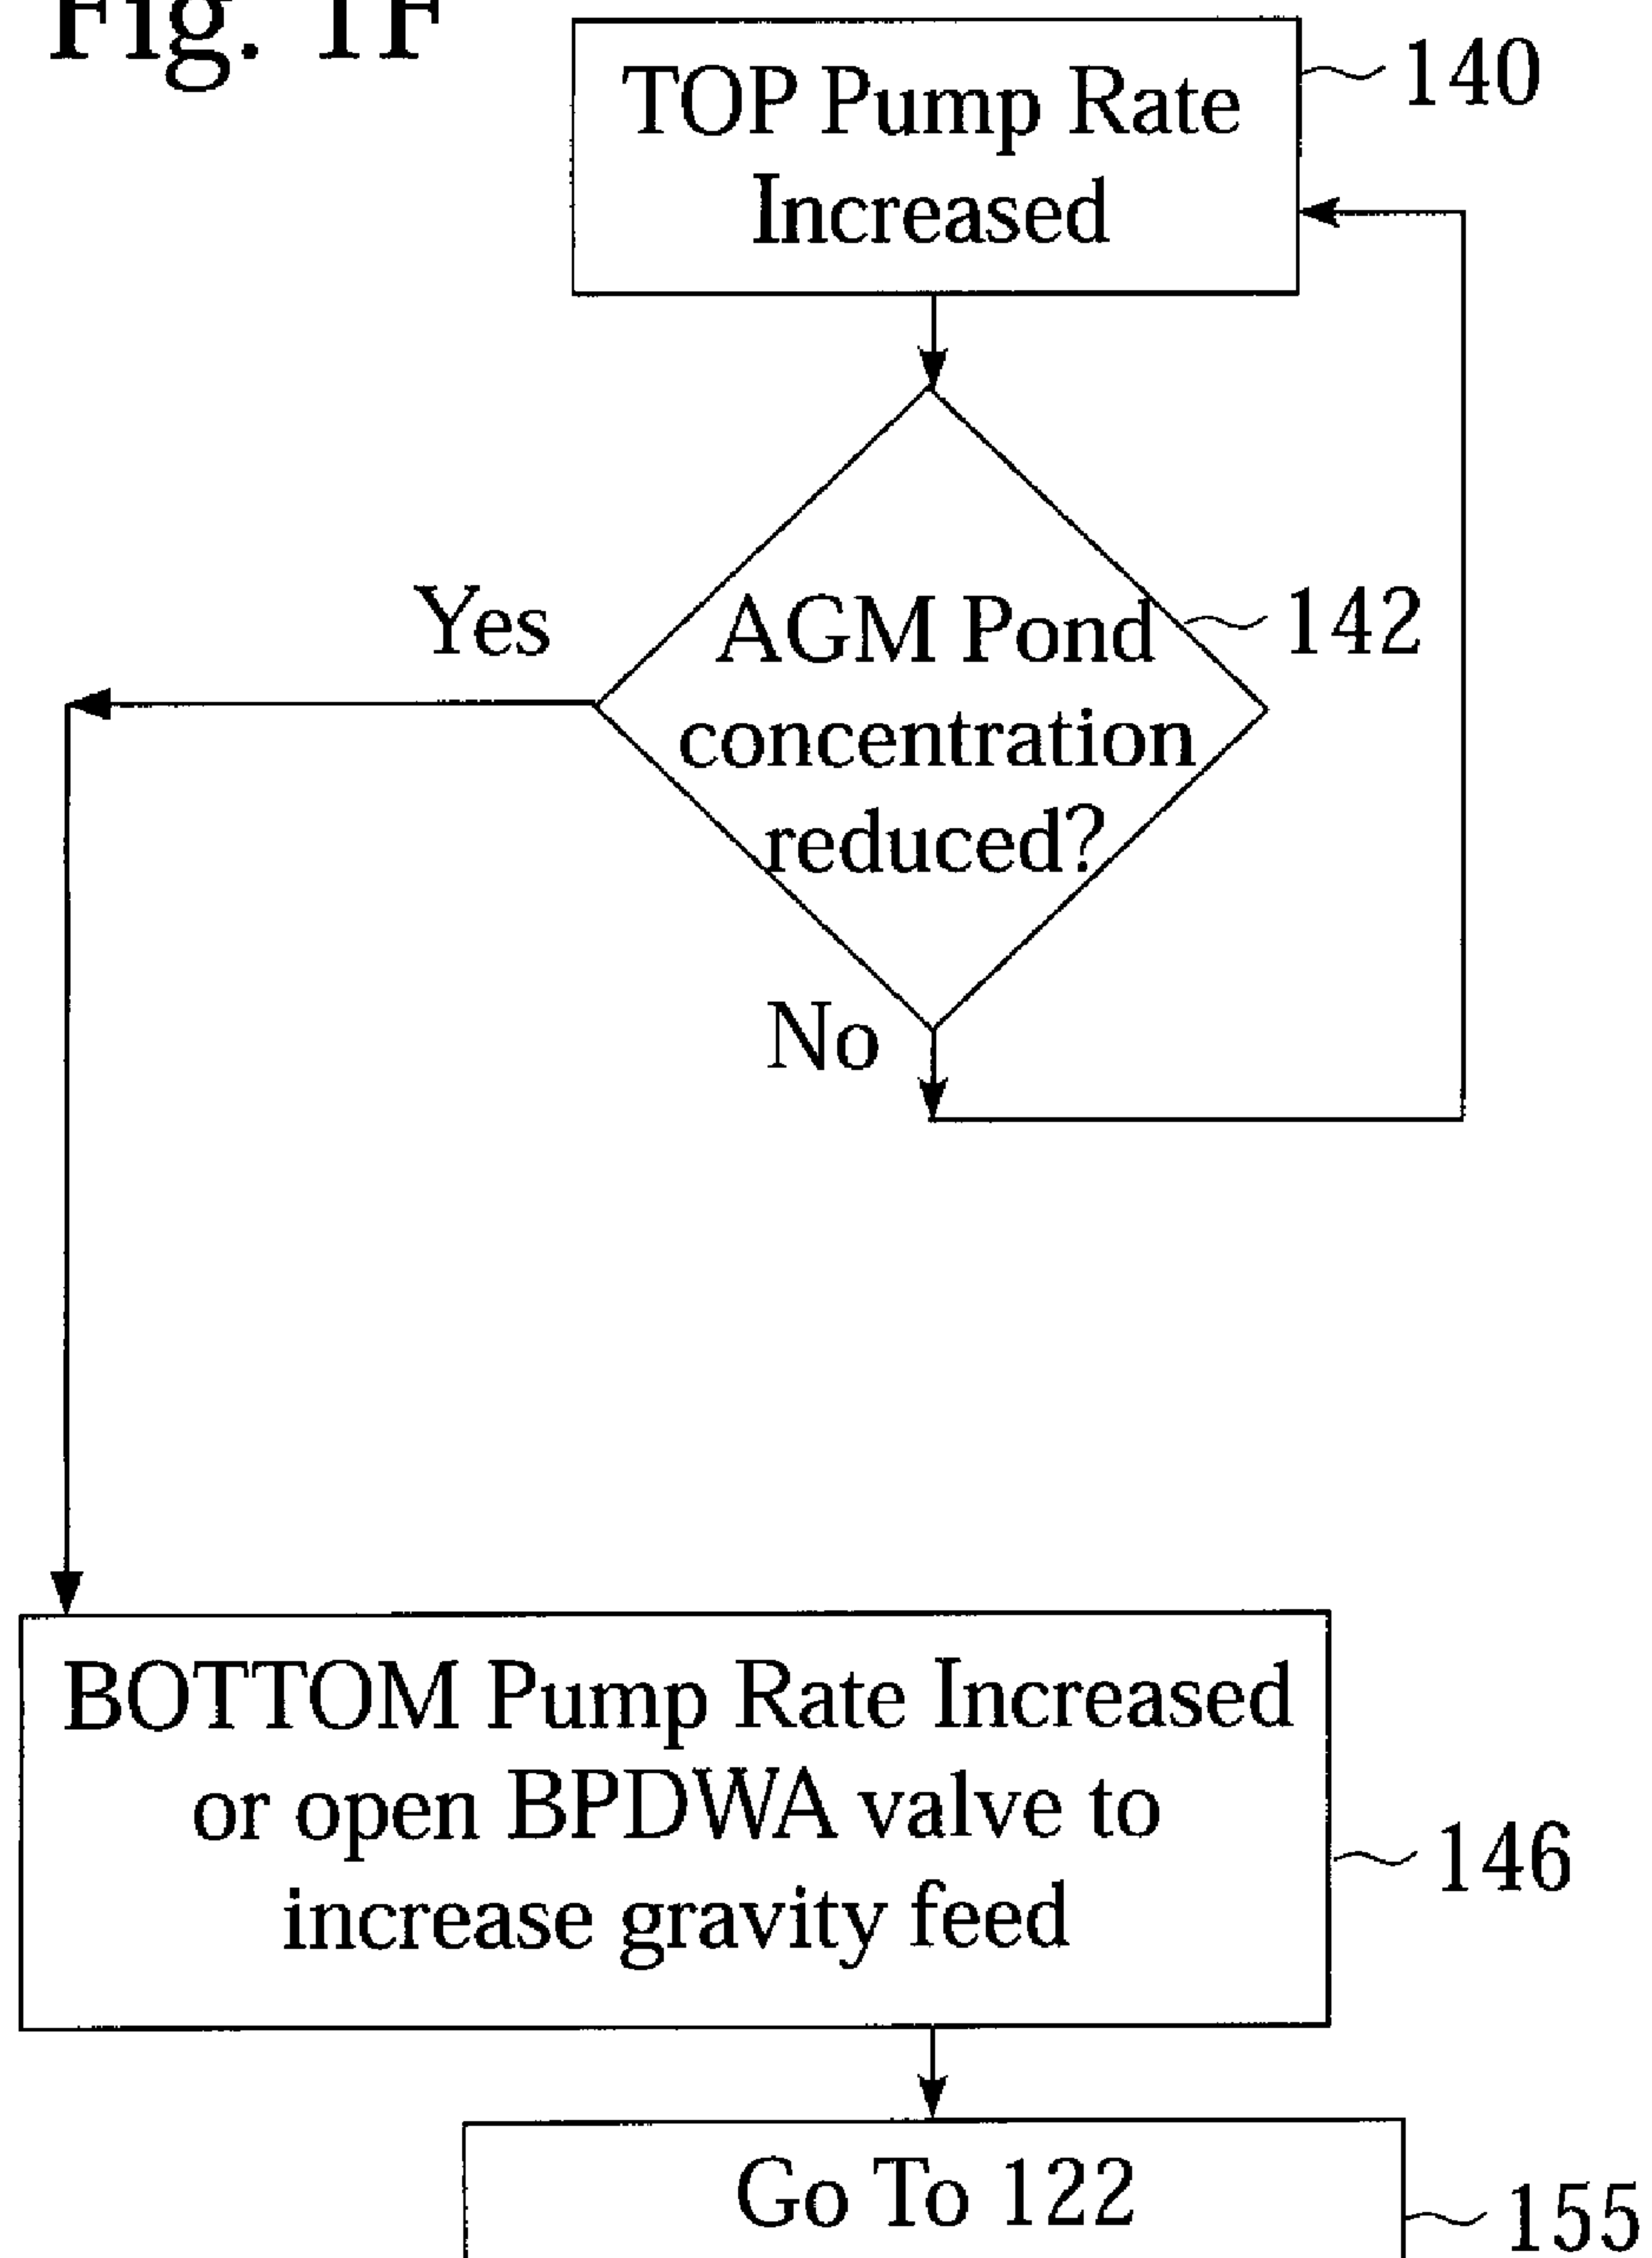 Fig. 1F
TOP Pump Rate
Increased
140
Yes
AGM Pond
concentration
reduced?
142
No
BOTTOM Pump Rate Increased
or open BPDWA valve to
increase gravity feed
146
Go To 122
155